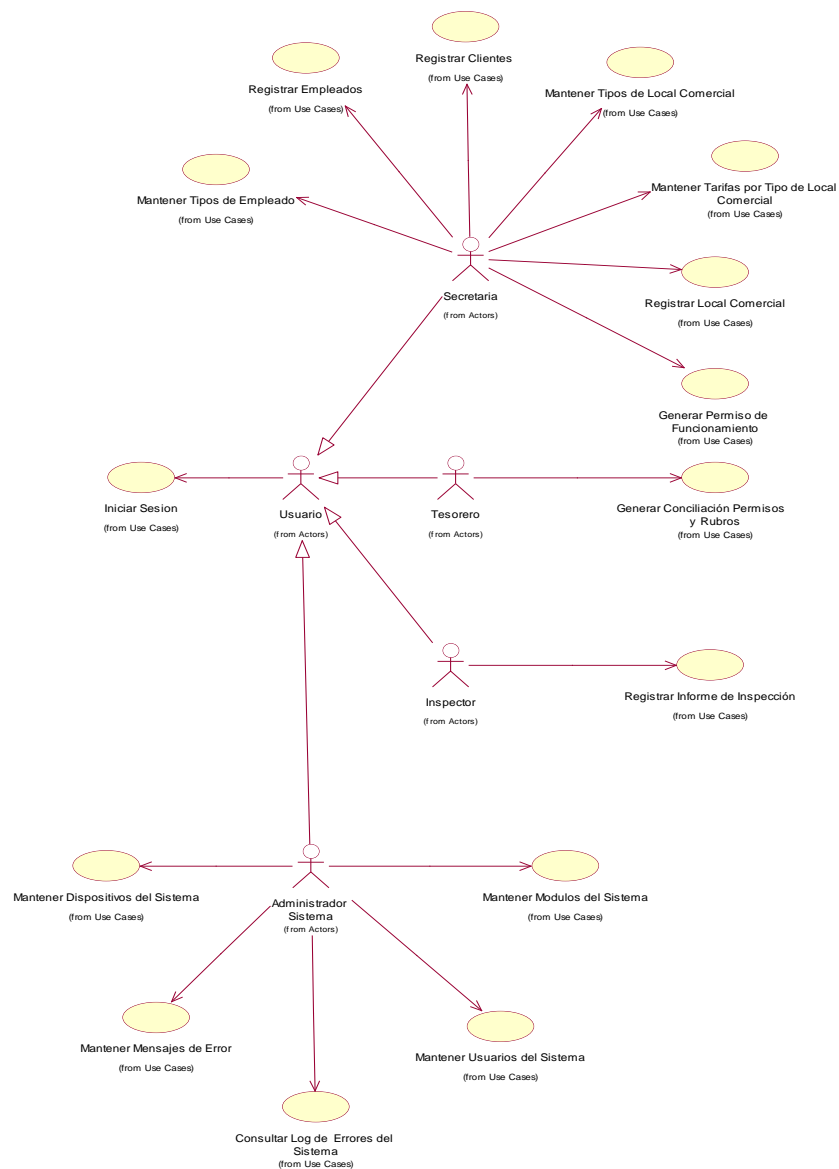 Registrar Clientes
(from Use Cases)
Registrar Empleados
(from Use Cases)
Mantener Tipos de Local Comercial
(from Use Cases)
Mantener Tarifas por Tipo de Local
Comercial
(from Use Cases)
Mantener Tipos de Empleado
(from Use Cases)
Secretaria
(from Actors)
Registrar Local Comercial
(from Use Cases)
Generar Permiso de
Funcionamiento
(from Use Cases)
Iniciar Sesion
(from Use Cases)
Usuario
(from Actors)
Tesorero
(from Actors)
Generar Conciliación Permisos
y Rubros
(from Use Cases)
Inspector
(from Actors)
Registrar Informe de Inspección
(from Use Cases)
Mantener Dispositivos del Sistema
(from Use Cases)
Administrador
Sistema
(from Actors)
Mantener Modulos del Sistema
(from Use Cases)
Mantener Mensajes de Error
(from Use Cases)
Mantener Usuarios del Sistema
(from Use Cases)
Consultar Log de Errores del
Sistema
(from Use Cases)